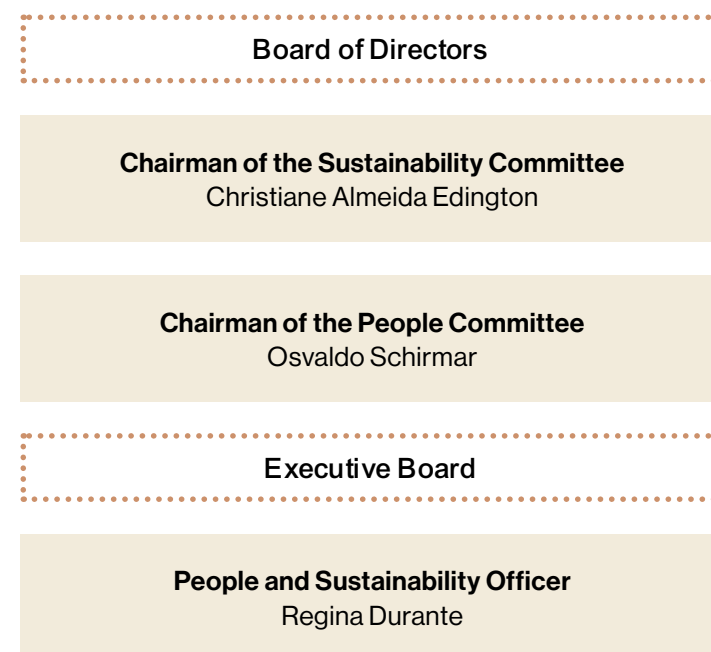 Board of Directors
Chairman of the Sustainability Committee
Christiane Almeida Edington
Chairman of the People Committee
Osvaldo Schirmar
Executive Board
People and Sustainability Officer
Regina Durante